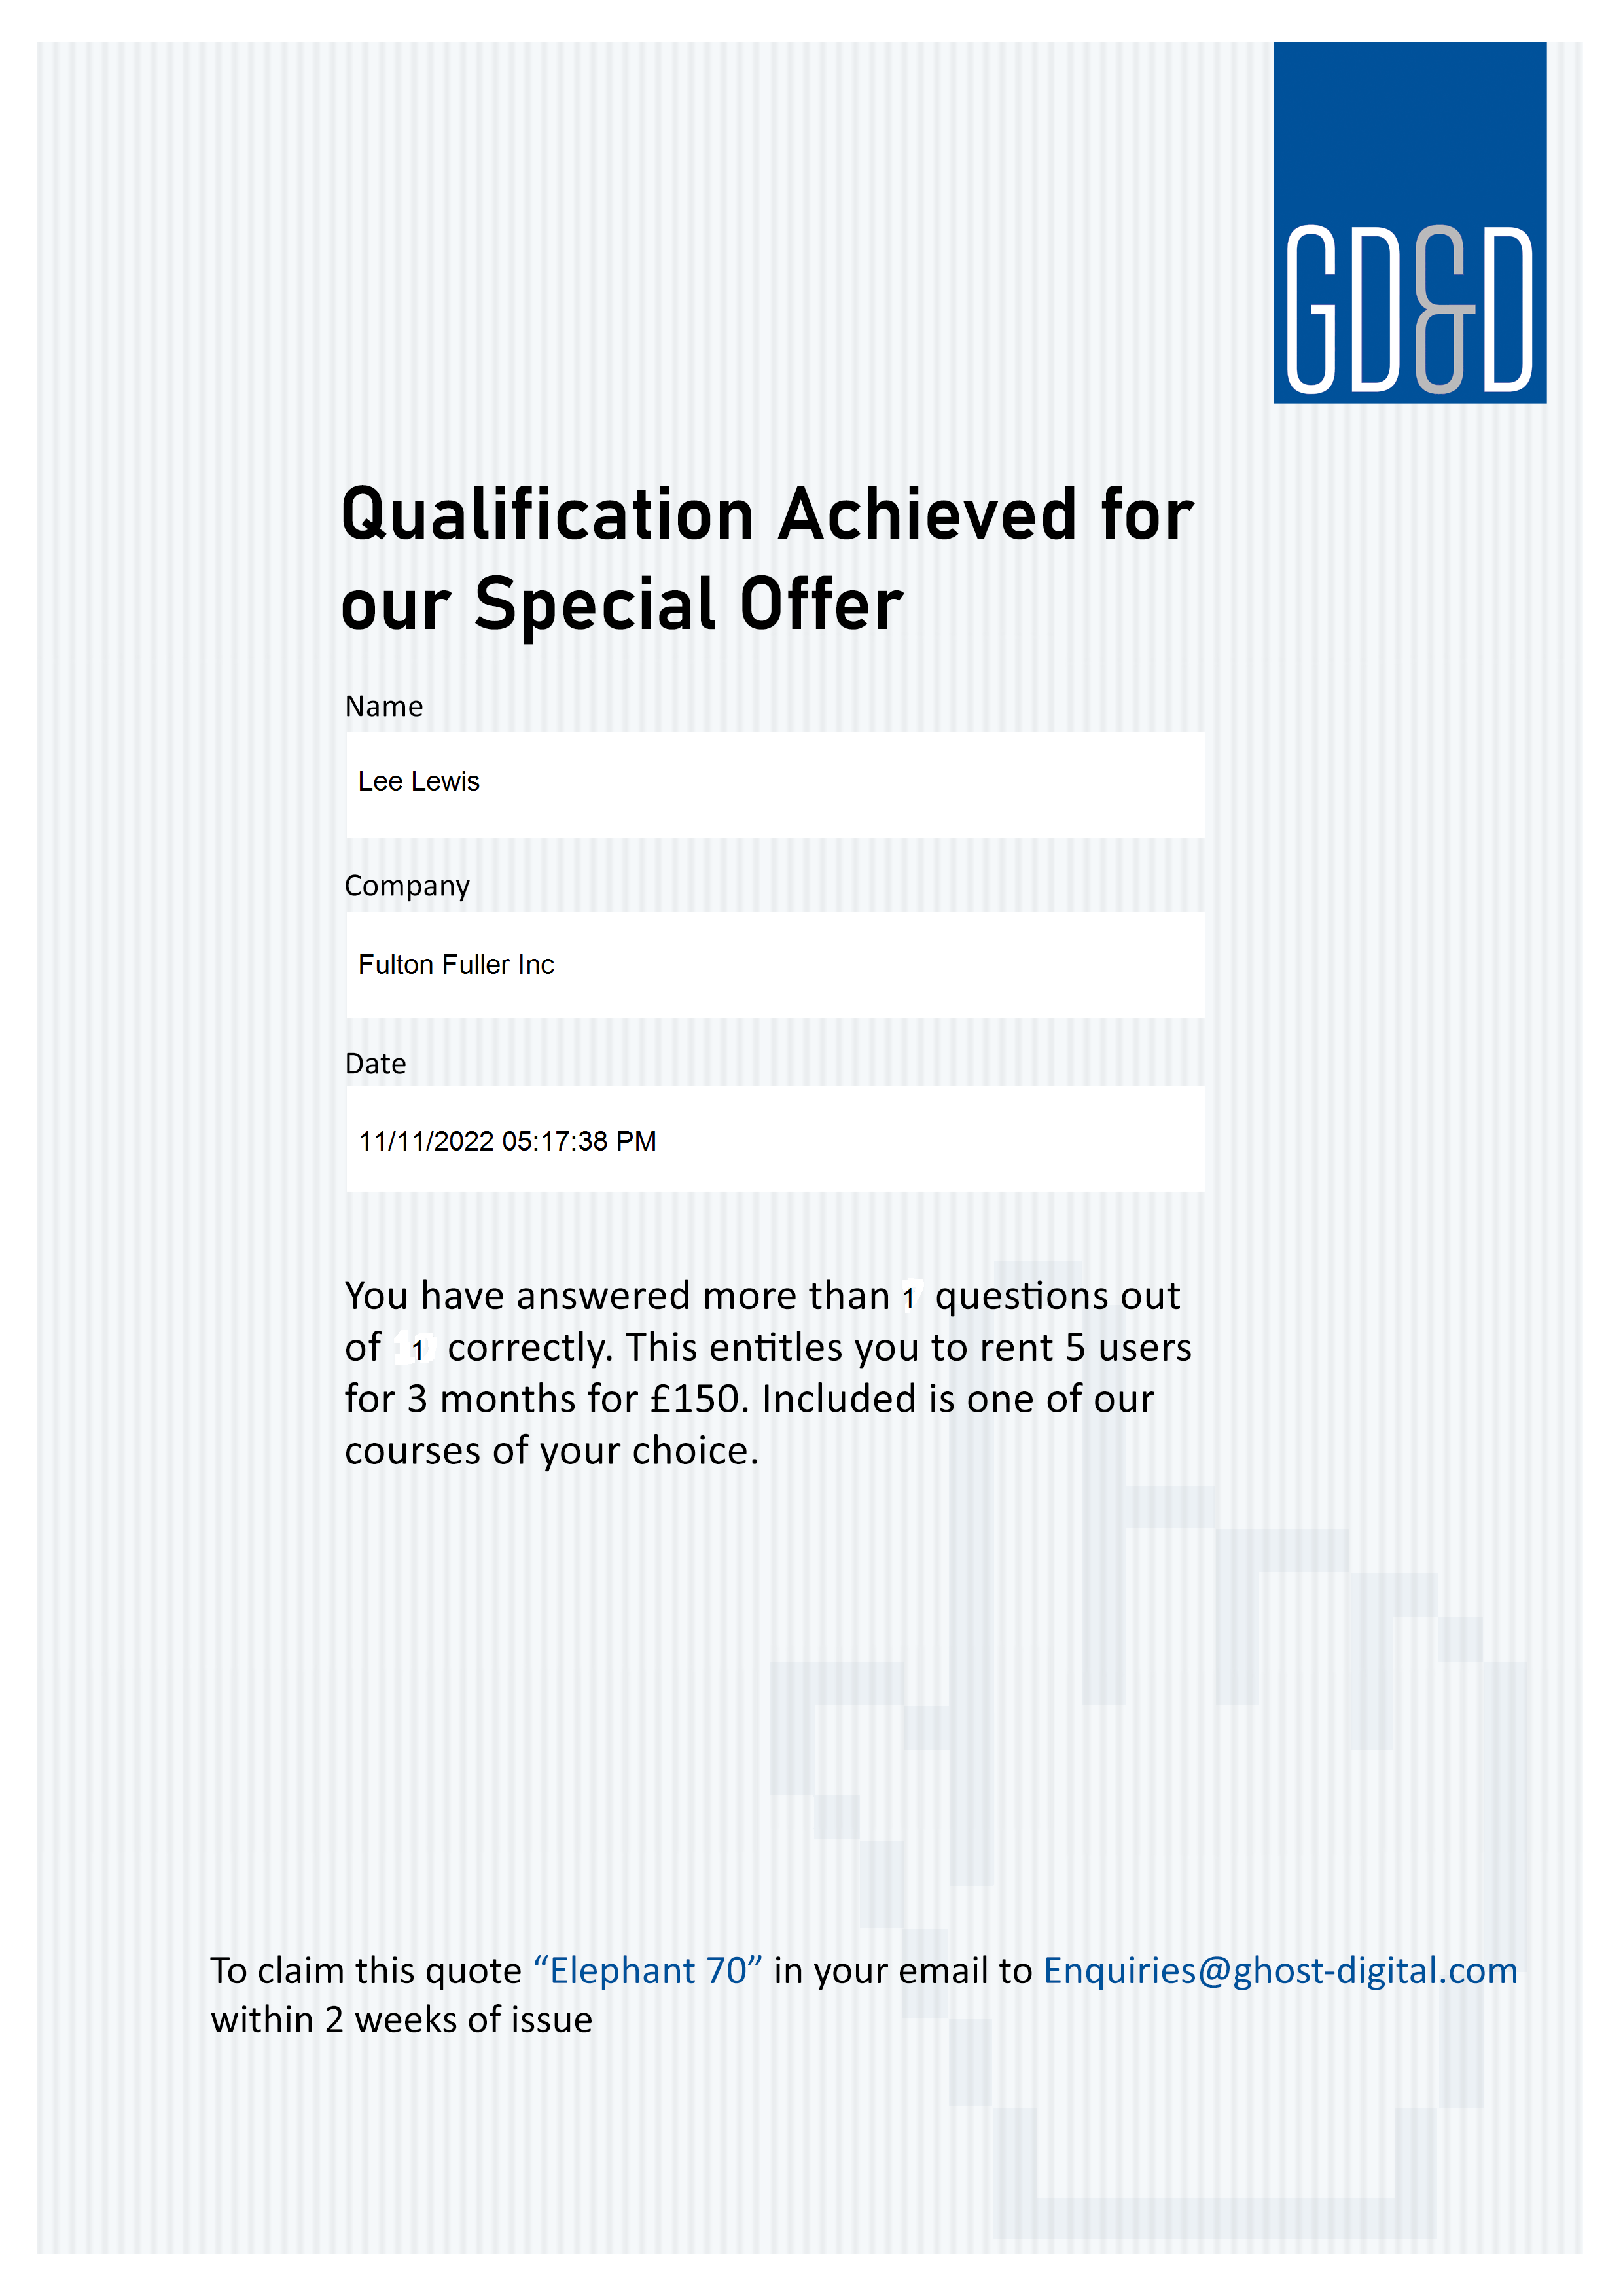 GD&D
Qualification Achieved for
our Special Offer
Name
Lee Lewis
Company
Fulton Fuller Inc
Date
11/11/2022 05:17:38 PM
You have answered more than 1 questions out
of 1 correctly. This entitles you to rent 5 users
for 3 months for £150. Included is one of our
courses of your choice.
To claim this quote “Elephant 70” in your email to Enquiries@ghost-digital.com
within 2 weeks of issue